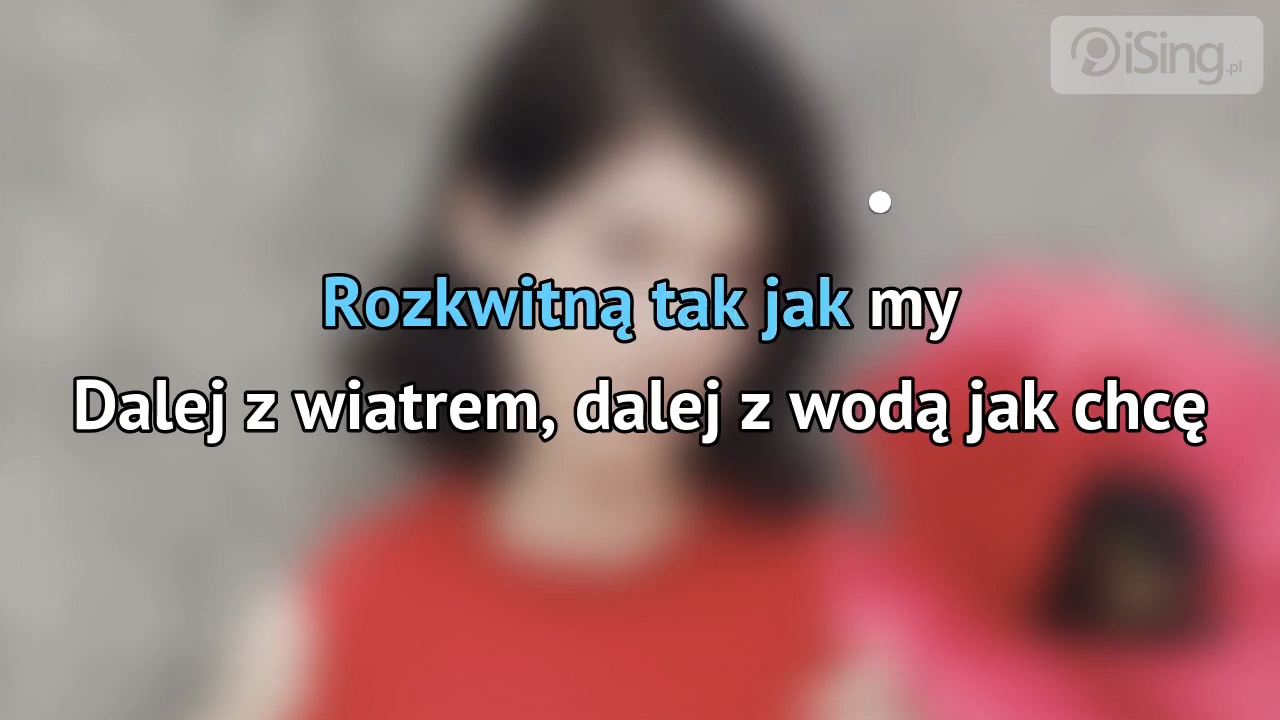 iSing.pl
Rozkwitną tak jak my
Dalej z wiatrem, dalej z wodą jak chcę